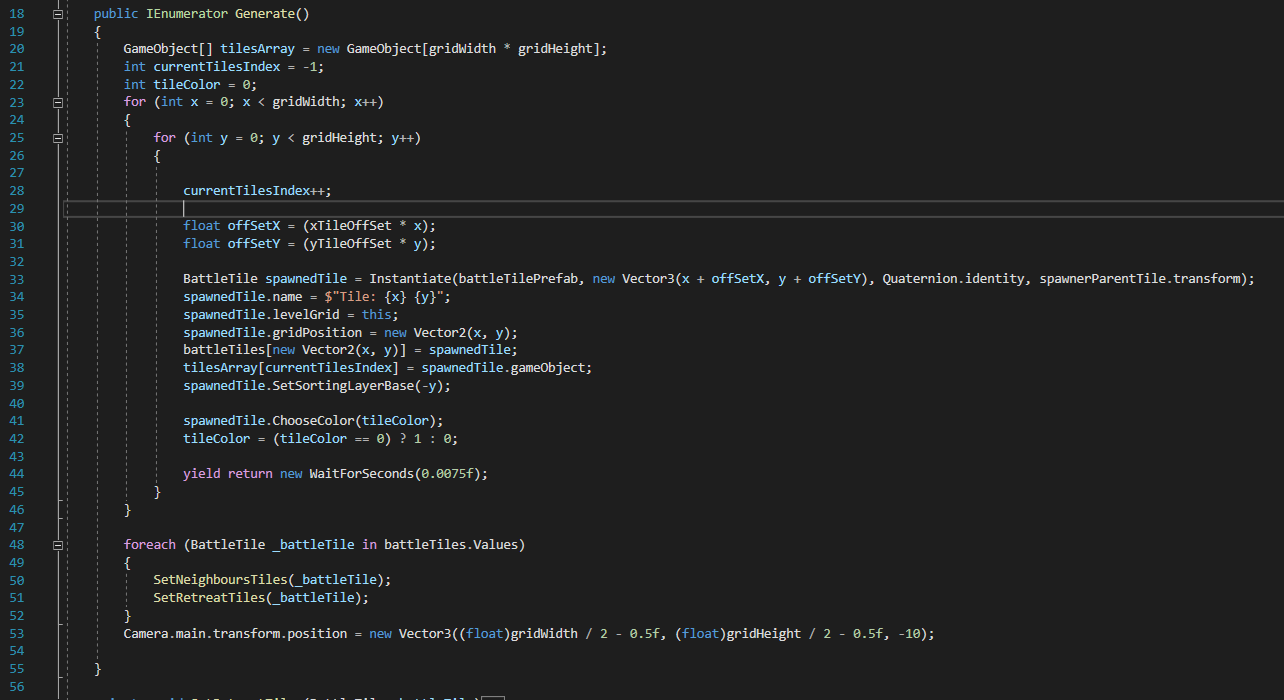 18 public IEnumerator Generate()
19 {
20 GameObject[] tilesArray = new GameObject[gridWidth * gridHeight];
21 int currentTilesIndex = -1;
22 int tileColor = 0;
23 for (int x = 0; x < gridWidth; x++)
24 {
25 for (int y = 0; y < gridHeight; y++)
26 {
27
28 currentTilesIndex++;
29
30 float offSetX = (xTileOffSet * x);
31 float offSetY = (yTileOffSet * y);
32
33 BattleTile spawnedTile = Instantiate(battleTilePrefab, new Vector3(x + offSetX, y + offSetY), Quaternion.identity, spawnerParentTile.transform);
34 spawnedTile.name = $"Tile: {x} {y}";
35 spawnedTile.levelGrid = this;
36 spawnedTile.gridPosition = new Vector2(x, y);
37 battleTiles[new Vector2(x, y)] = spawnedTile;
38 tilesArray[currentTilesIndex] = spawnedTile.gameObject;
39 spawnedTile.SetSortingLayerBase(-y);
40
41 spawnedTile.ChooseColor(tileColor);
42 tileColor = (tileColor == 0) ? 1 : 0;
43
44 yield return new WaitForSeconds(0.0075f);
45 }
46 }
47
48 foreach (BattleTile _battleTile in battleTiles.Values)
49 {
50 SetNeighboursTiles(_battleTile);
51 SetRetreatTiles(_battleTile);
52 }
53 Camera.main.transform.position = new Vector3((float)gridWidth / 2 - 0.5f, (float)gridHeight / 2 - 0.5f, -10);
54
55 }
56